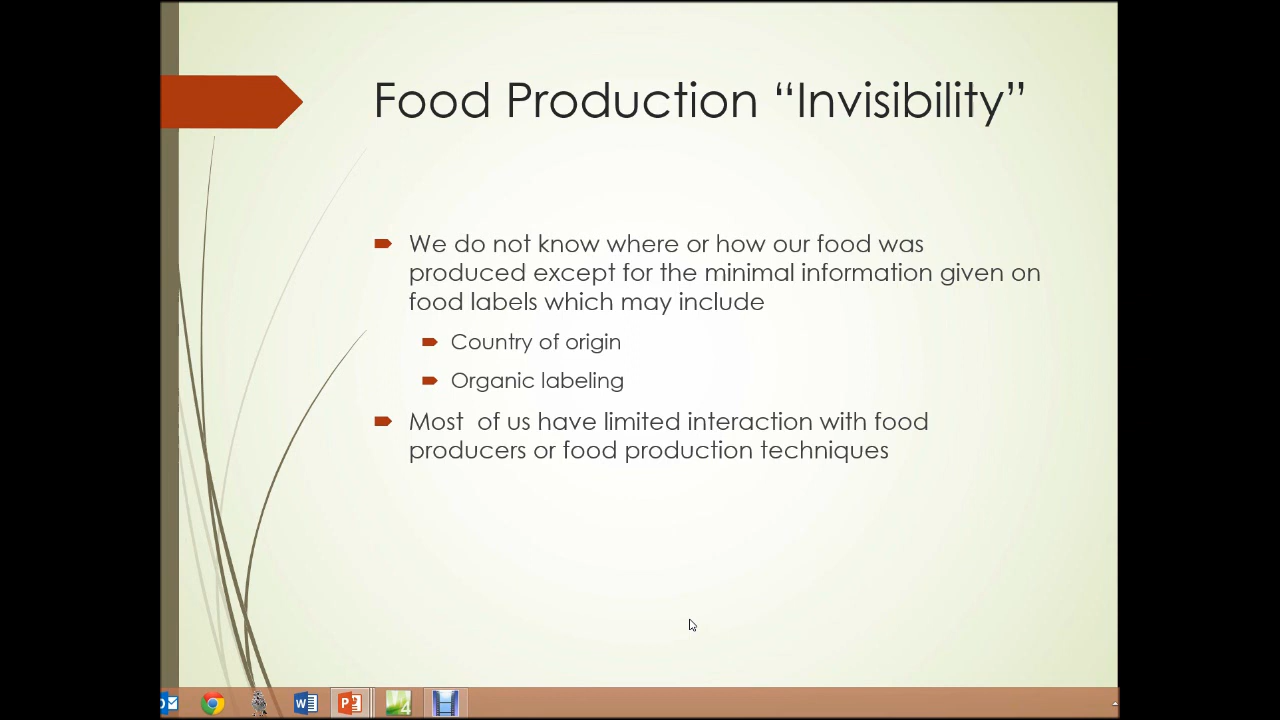 Food Production “Invisibility”
We do not know where or how our food was
produced except for the minimal information given on
food labels which may include
Country of origin
Organic labeling
Most  of us have limited interaction with food
producers or food production techniques